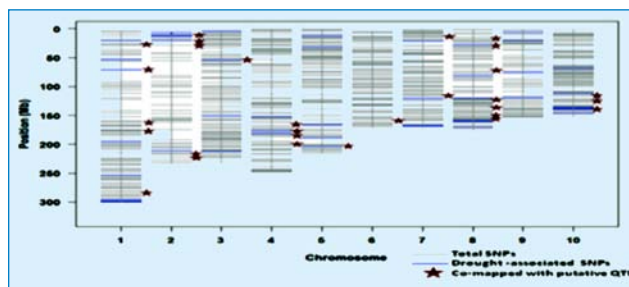 0
50
100
150
200
250
300
Position (Mb)
1 2 3 4 5 6 7 8 9 10
Chromosome
Total SNPs
Drought-associated SNPs
Co-mapped with putative QTL